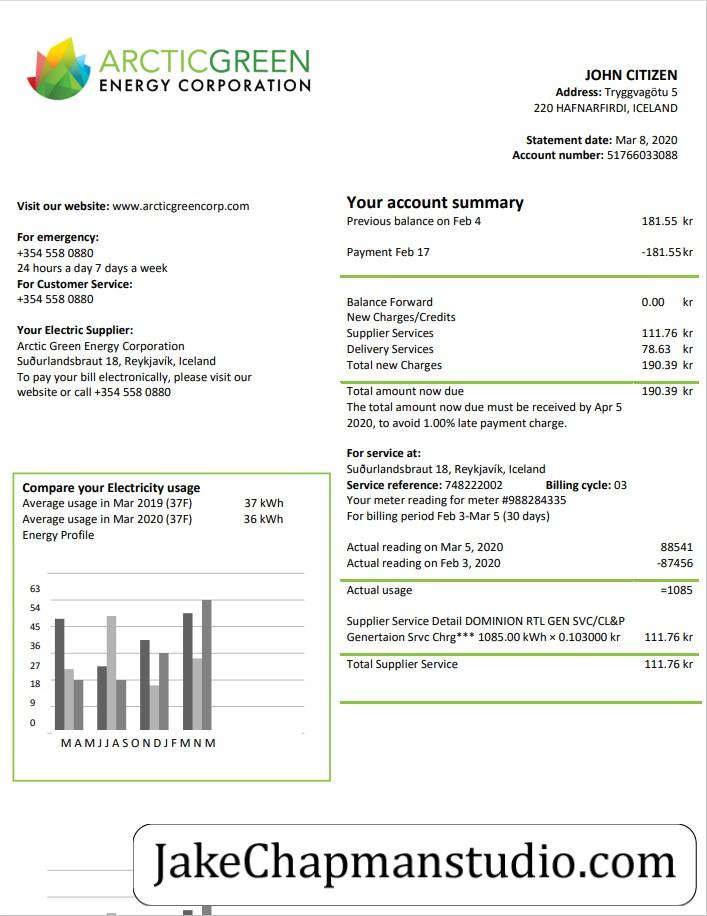 ARCTICGREEN
ENERGY CORPORATION
JOHN CITIZEN
Address: Tryggvagötu 5
220 HAFNARFIRDI, ICELAND
Statement date: Mar 8, 2020
Account number: 51766033088
Visit our website: www.arcticgreencorp.com
For emergency:
+354 558 0880
24 hours a day 7 days a week
For Customer Service:
+354 558 0880
Your Electric Supplier:
Arctic Green Energy Corporation
Suðurlandsbraut 18, Reykjavík, Iceland
To pay your bill electronically, please visit our
website or call +354 558 0880
Your account summary
Previous balance on Feb 4 181.55 kr
Payment Feb 17 -181.55kr
Balance Forward 0.00 kr
New Charges/Credits
Supplier Services 111.76 kr
Delivery Services 78.63 kr
Total new Charges 190.39 kr
Total amount now due 190.39 kr
The total amount now due must be received by Apr 5
2020, to avoid 1.00% late payment charge.
For service at:
Suðurlandsbraut 18, Reykjavík, Iceland
Service reference: 748222002 Billing cycle: 03
Your meter reading for meter #988284335
For billing period Feb 3-Mar 5 (30 days)
Actual reading on Mar 5, 2020 88541
Actual reading on Feb 3, 2020 -87456
Actual usage =1085
Supplier Service Detail DOMINION RTL GEN SVC/CL&P
Genertaion Srvc Chrg*** 1085.00 kWh × 0.103000 kr 111.76 kr
Total Supplier Service 111.76 kr
Compare your Electricity usage
Average usage in Mar 2019 (37F) 37 kWh
Average usage in Mar 2020 (37F) 36 kWh
Energy Profile
63
54
45
36
27
18
9
0
M A M J J A S O N D J F M N M
JakeChapmanstudio.com